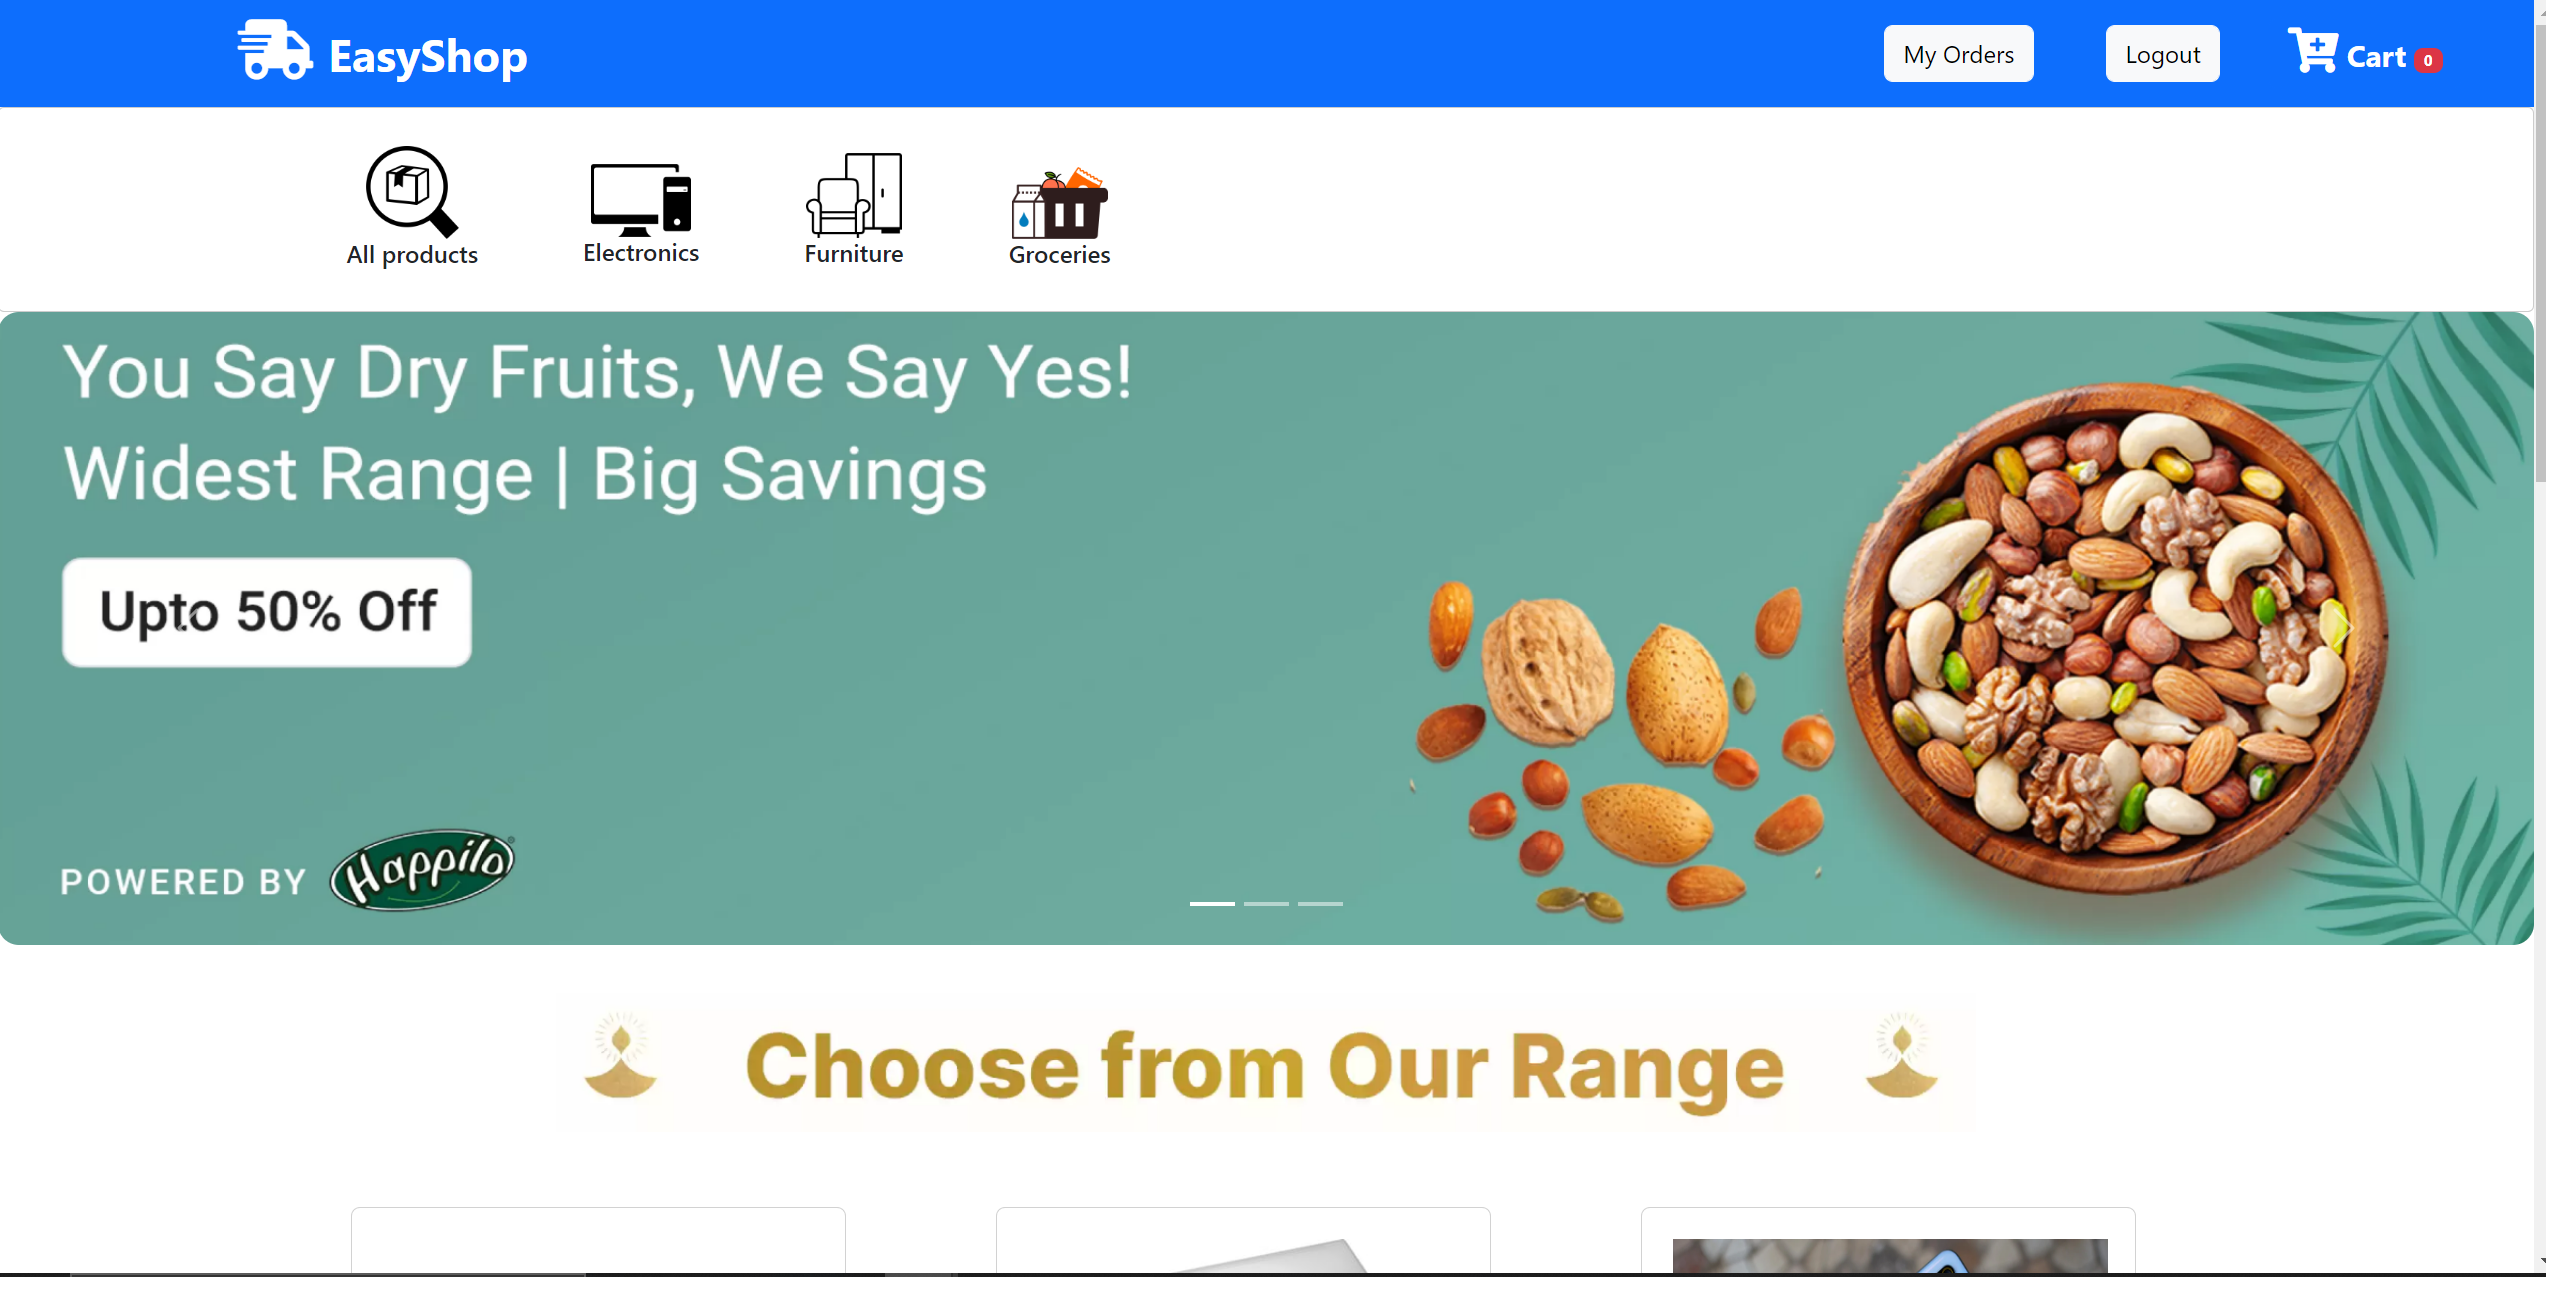 EasyShop
My Orders
Logout
Cart 0
All products
Electronics
Furniture
Groceries
You Say Dry Fruits, We Say Yes!
Widest Range | Big Savings
Upto 50% Off
POWERED BY Happilo
Choose from Our Range